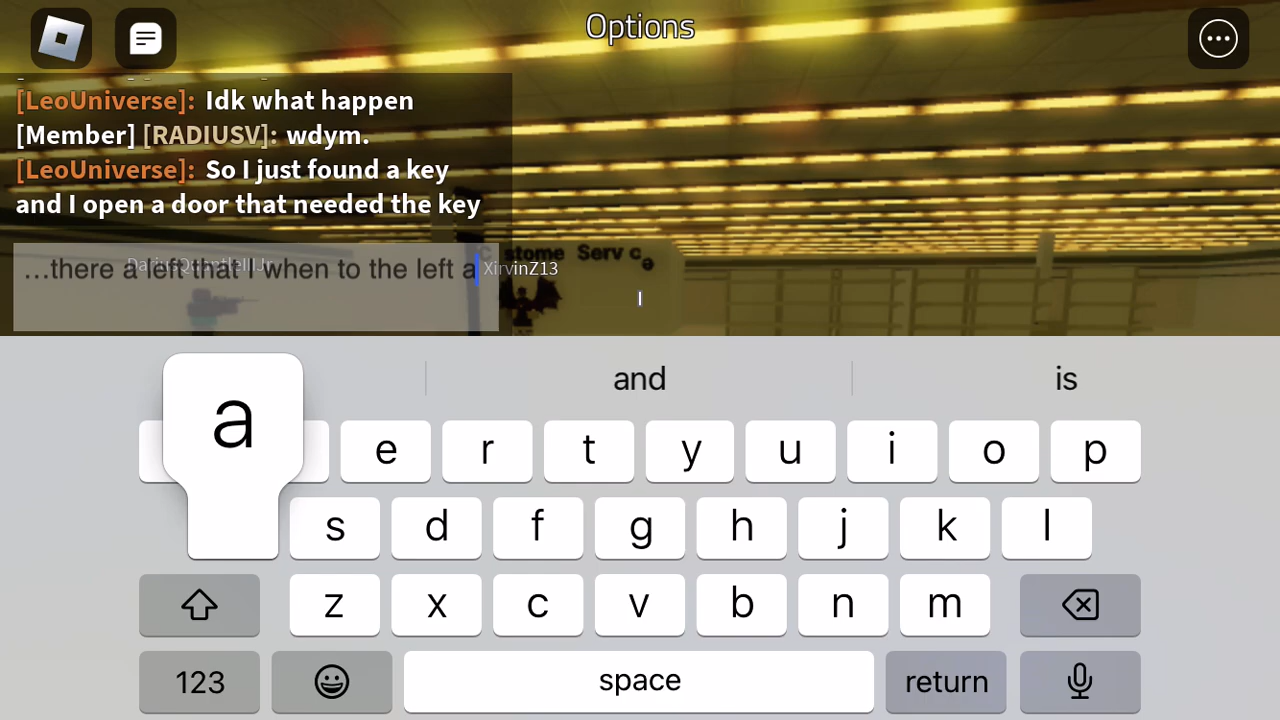 Options
[LeoUniverse]: Idk what happen
[Member] [RADIUSV]: wdym.
[LeoUniverse]: So I just found a key
and I open a door that needed the key
...there a left that I when to the left a
XirvinZ13
and
is
a
e r t y u i o p
s d f g h j k l
z x c v b n m
123
space
return